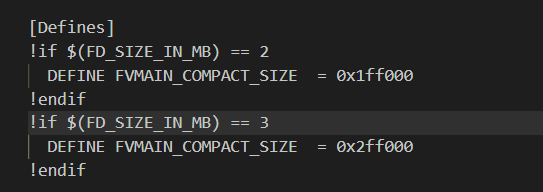 [Defines]
!if $(FD_SIZE_IN_MB) == 2
  DEFINE FVMAIN_COMPACT_SIZE  = 0x1ff000
!endif
!if $(FD_SIZE_IN_MB) == 3
  DEFINE FVMAIN_COMPACT_SIZE  = 0x2ff000
!endif